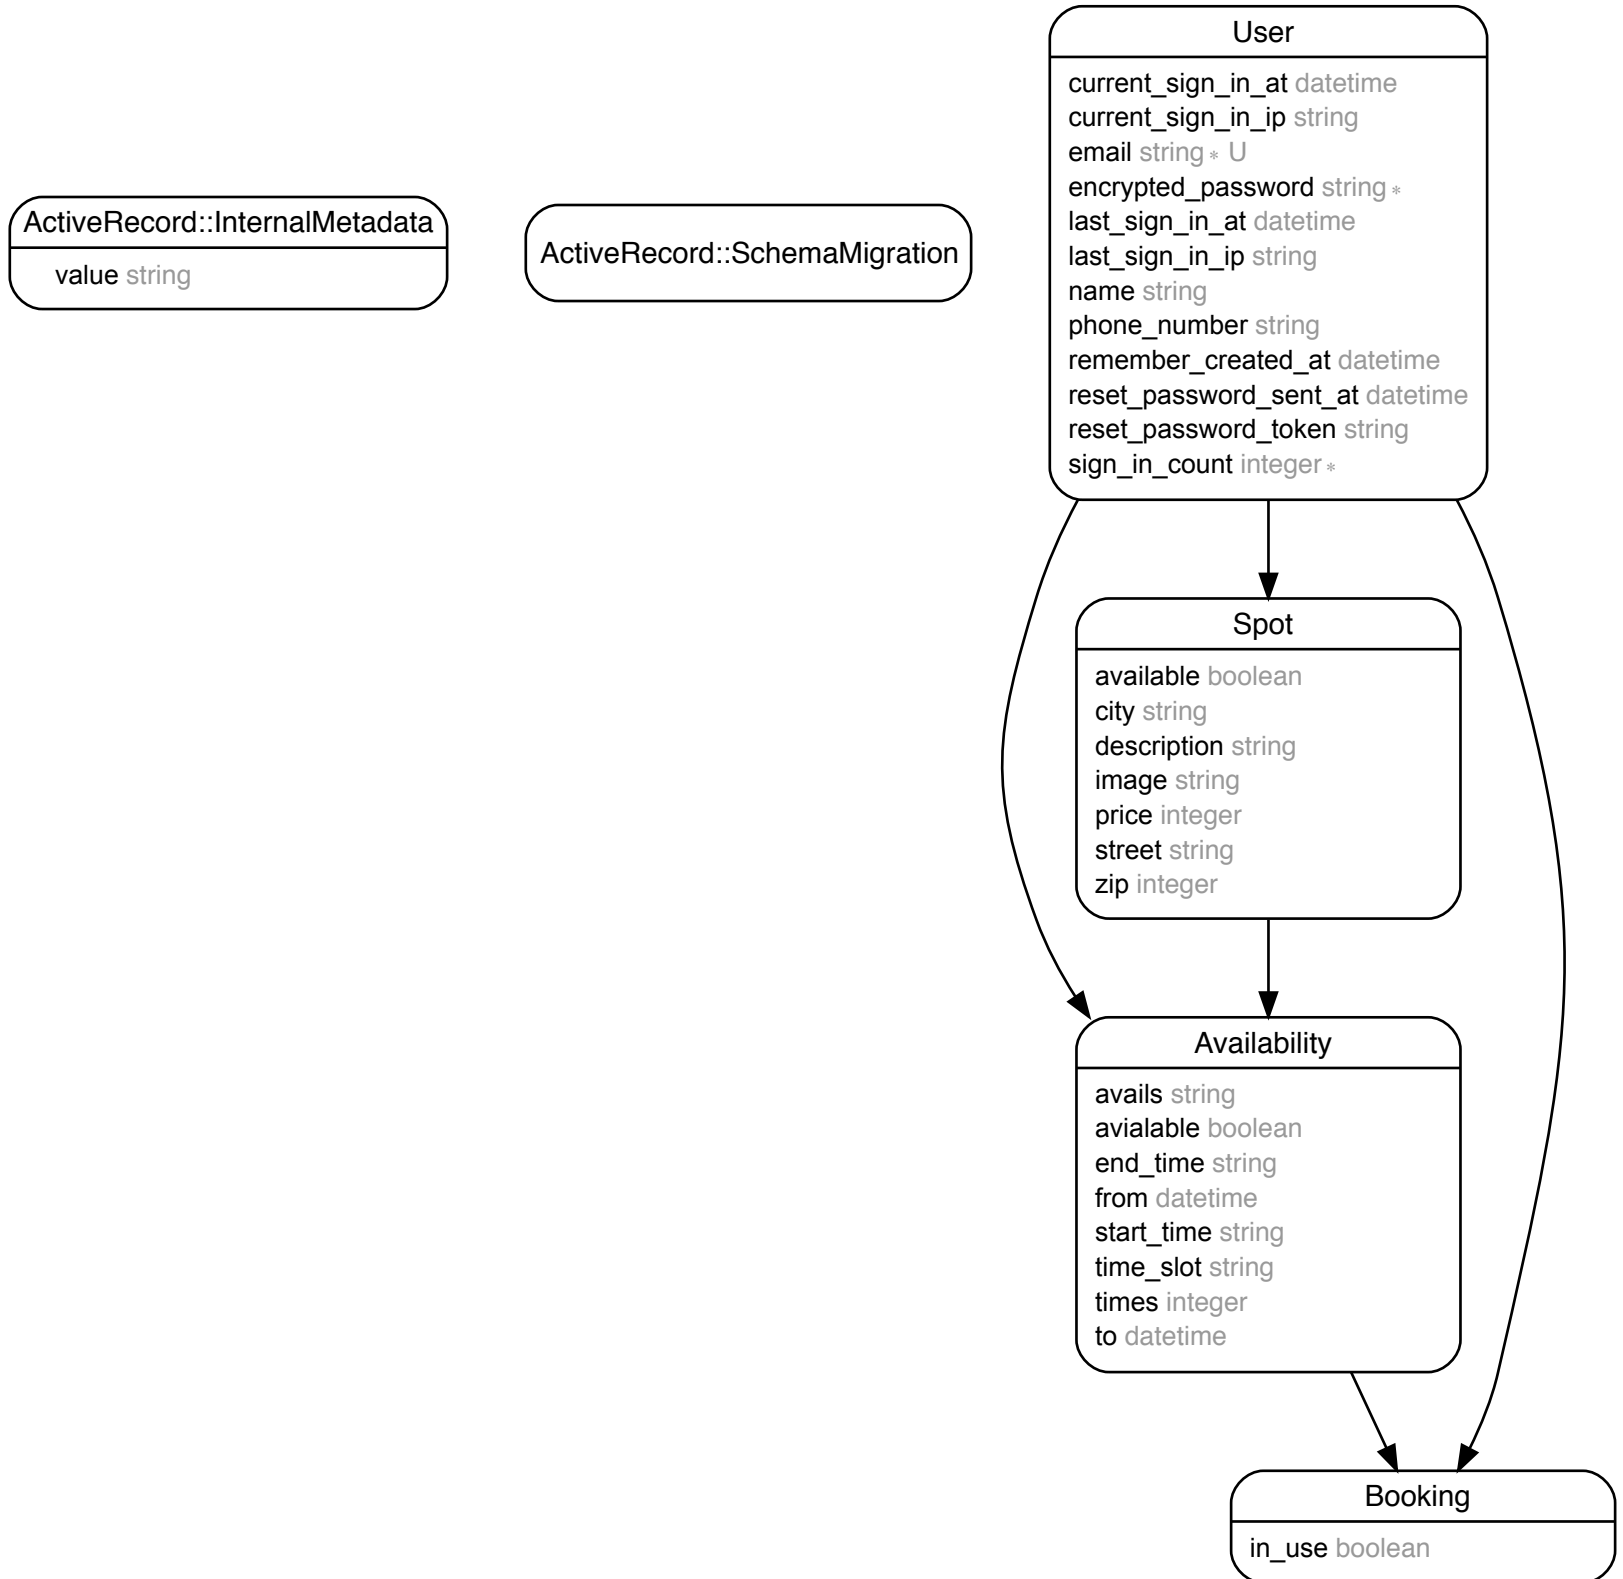 ActiveRecord::InternalMetadata
value string
ActiveRecord::SchemaMigration
User
current_sign_in_at datetime
current_sign_in_ip string
email string * U
encrypted_password string *
last_sign_in_at datetime
last_sign_in_ip string
name string
phone_number string
remember_created_at datetime
reset_password_sent_at datetime
reset_password_token string
sign_in_count integer *
Spot
available boolean
city string
description string
image string
price integer
street string
zip integer
Availability
avails string
avialable boolean
end_time string
from datetime
start_time string
time_slot string
times integer
to datetime
Booking
in_use boolean